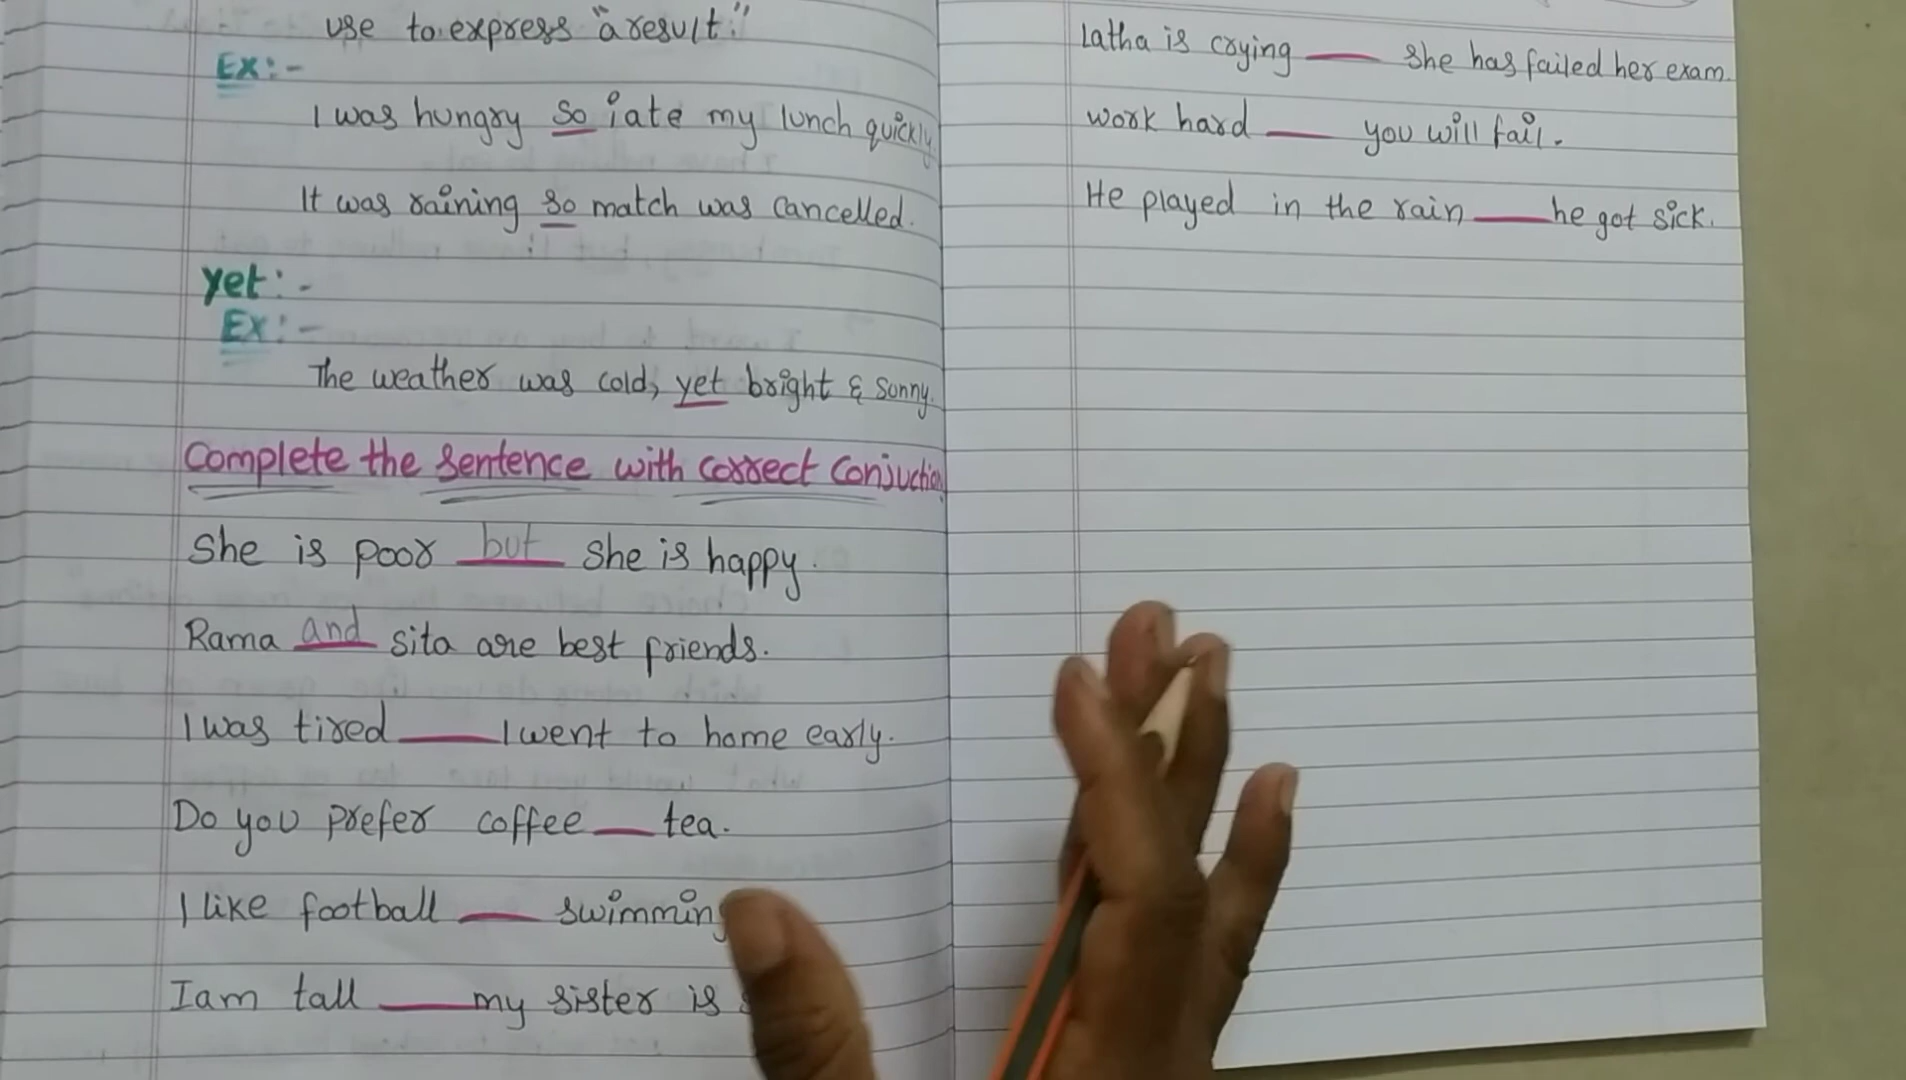 use to express "a result."
Ex:-
I was hungry so i ate my lunch quickly.
It was raining so match was cancelled.
yet:-
Ex:-
The weather was cold, yet bright & sunny.
Complete the sentence with correct Conjuction
She is poor but she is happy.
Rama and sita are best friends.
I was tired ___ I went to home early.
Do you prefer coffee ___ tea.
I like football ___ swimming
I am tall ___ my sister is
Latha is crying ___ she has failed her exam.
work hard ___ you will fail.
He played in the rain ___ he got sick.